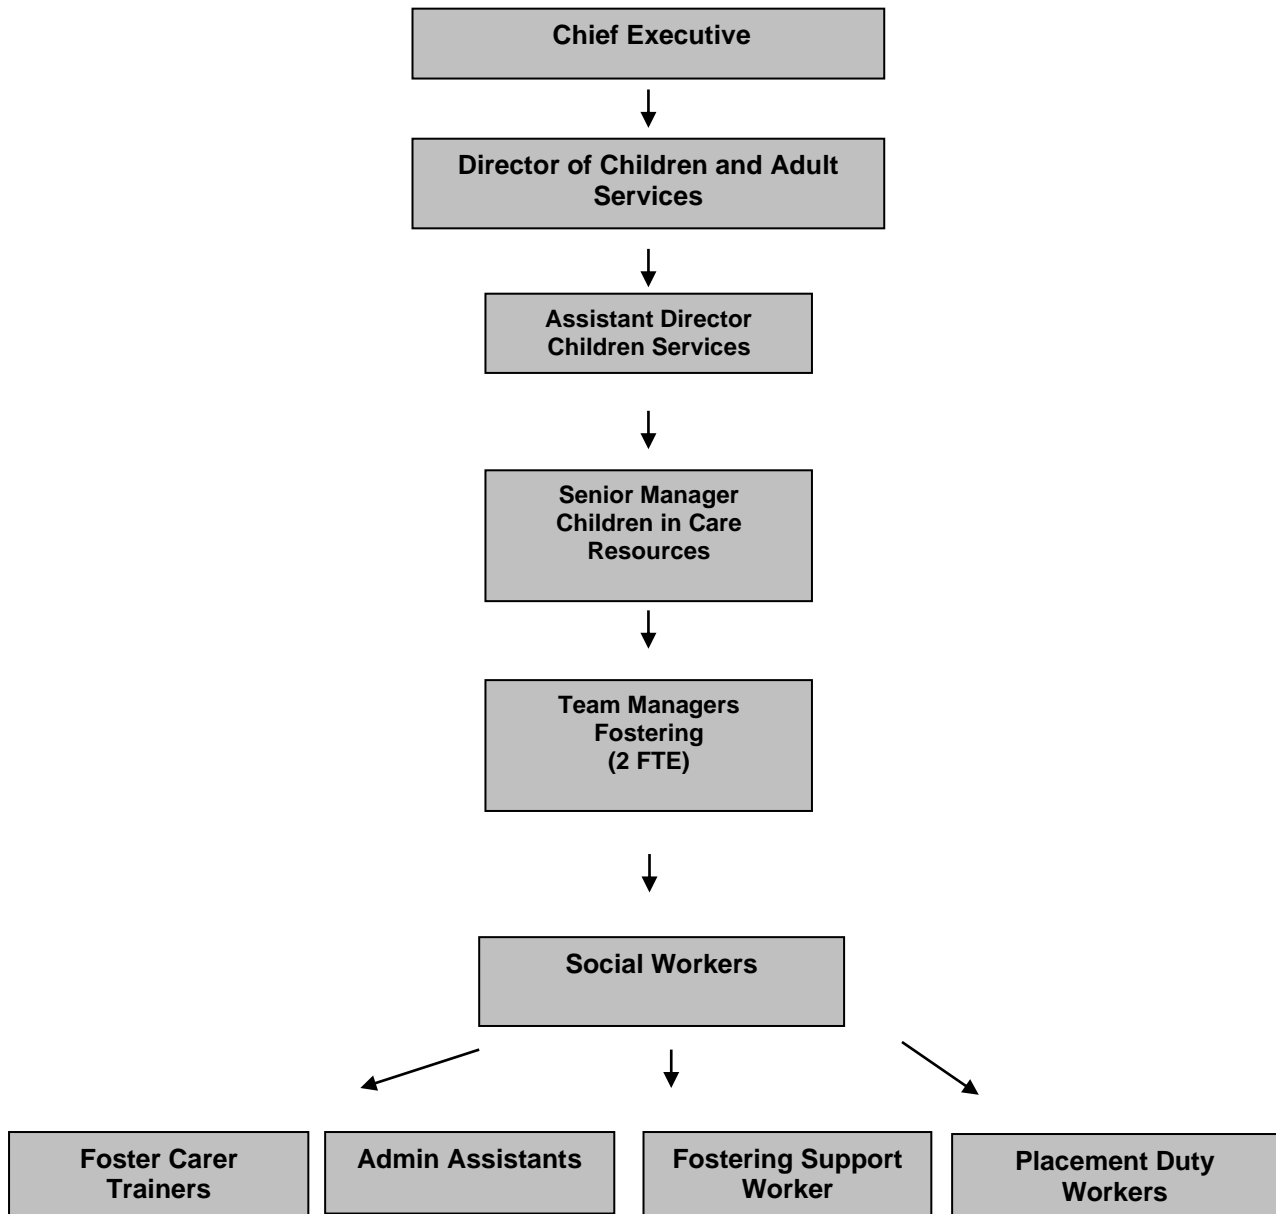 Chief Executive
Director of Children and Adult
Services
Assistant Director
Children Services
Senior Manager
Children in Care
Resources
Team Managers
Fostering
(2 FTE)
Social Workers
Foster Carer
Trainers
Admin Assistants
Fostering Support
Worker
Placement Duty
Workers